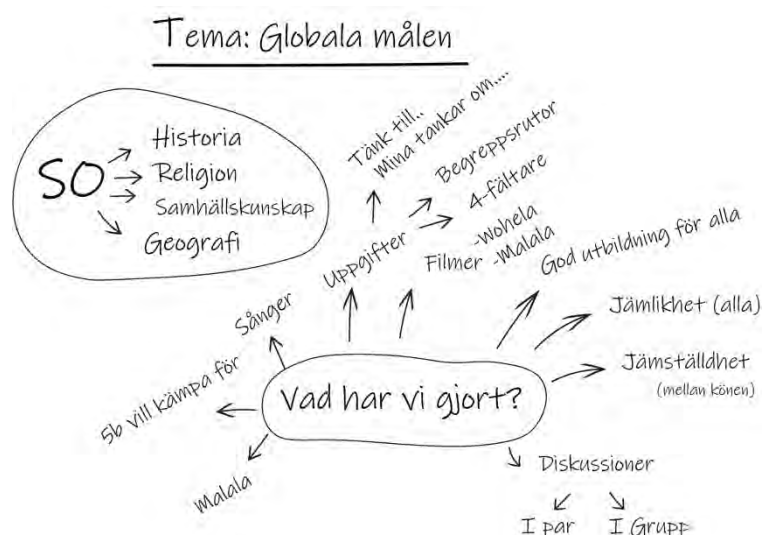 Tema: Globala målen
SO
Historia
Religion
Samhällskunskap
Geografi
Tänk till..
Mina tankar om....
Begreppsrutor
4-fältare
Uppgifter
Filmer
-Wohela
-Malala
God utbildning för alla
Jämlikhet (alla)
Jämställdhet
(mellan könen)
Sånger
5b vill kämpa för
Malala
Vad har vi gjort?
Diskussioner
I par
I Grupp